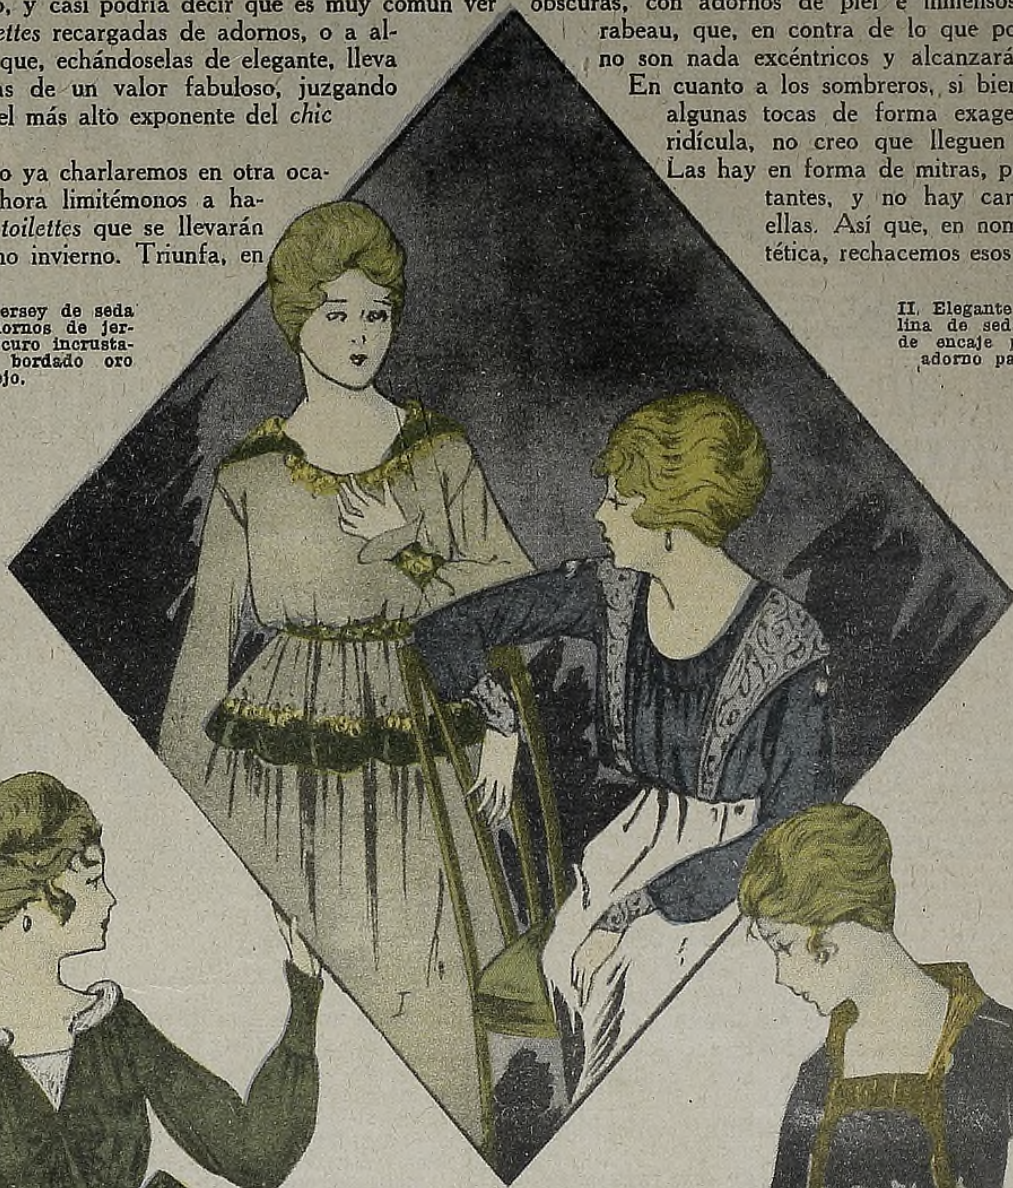 y casi podría decir que es muy común ver
ettes recargadas de adornos, o a al-
que, echándoselas de elegante, lleva
as de un valor fabuloso, juzgando
el más alto exponente del chic
o ya charlaremos en otra oca-
hora limitémonos a ha-
toilettes que se llevarán
no invierno. Triunfa, en
ersey de seda
ornos de jer-
curo incrusta-
bordado oro
ojo.
obscuras, con adornos de piel e inmensos
rabeau, que, en contra de lo que po
no son nada excéntricos y alcanzará
En cuanto a los sombreros, si bien
algunas tocas de forma exage
ridícula, no creo que lleguen
Las hay en forma de mitras, p
tantes, y no hay car
ellas. Así que, en nom
tética, rechacemos esos
II. Elegante
lina de sed
de encaje p
adorno pa
I